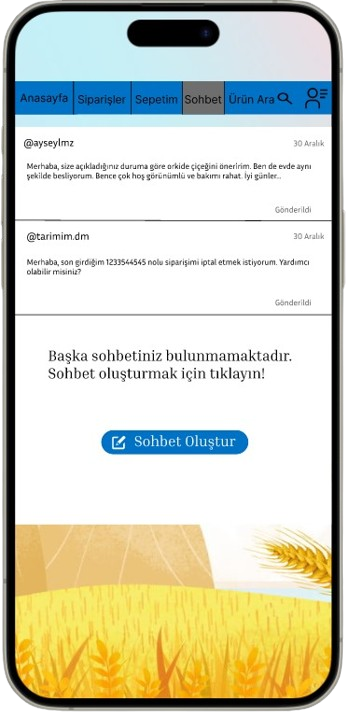 Anasayfa Siparişler Sepetim Sohbet Ürün Ara
@ayseylmz 30 Aralık
Merhaba, size açıkladığınız duruma göre orkide çiçeğini öneririm. Ben de evde aynı
şekilde besliyorum. Bence çok hoş görünümlü ve bakımı rahat. İyi günler..
Gönderildi
@tarimim.dm 30 Aralık
Merhaba, son girdiğim 1233544545 nolu siparişimi iptal etmek istiyorum. Yardımcı
olabilir misiniz?
Gönderildi
Başka sohbetiniz bulunmamaktadır.
Sohbet oluşturmak için tıklayın!
Sohbet Oluştur